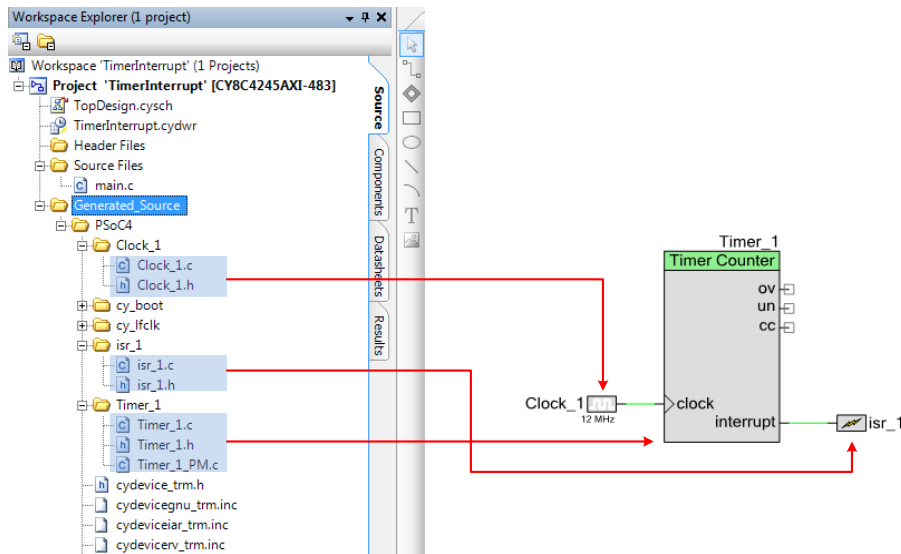 Workspace Explorer (1 project)
Workspace 'TimerInterrupt' (1 Projects)
Project 'TimerInterrupt' [CY8C4245AXI-483]
TopDesign.cysch
TimerInterrupt.cydwr
Header Files
Source Files
c main.c
Generated_Source
PSoC4
Clock_1
c Clock_1.c
h Clock_1.h
cy_boot
cy_lfclk
isr_1
c isr_1.c
h isr_1.h
Timer_1
c Timer_1.c
h Timer_1.h
c Timer_1_PM.c
h cydevice_trm.h
cydevicegnu_trm.inc
cydeviceiar_trm.inc
cydevicerv_trm.inc
Source
Components
Datasheets
Results
T
Timer_1
Timer Counter
ov
un
cc
Clock_1
12 MHz
clock
interrupt
isr_1